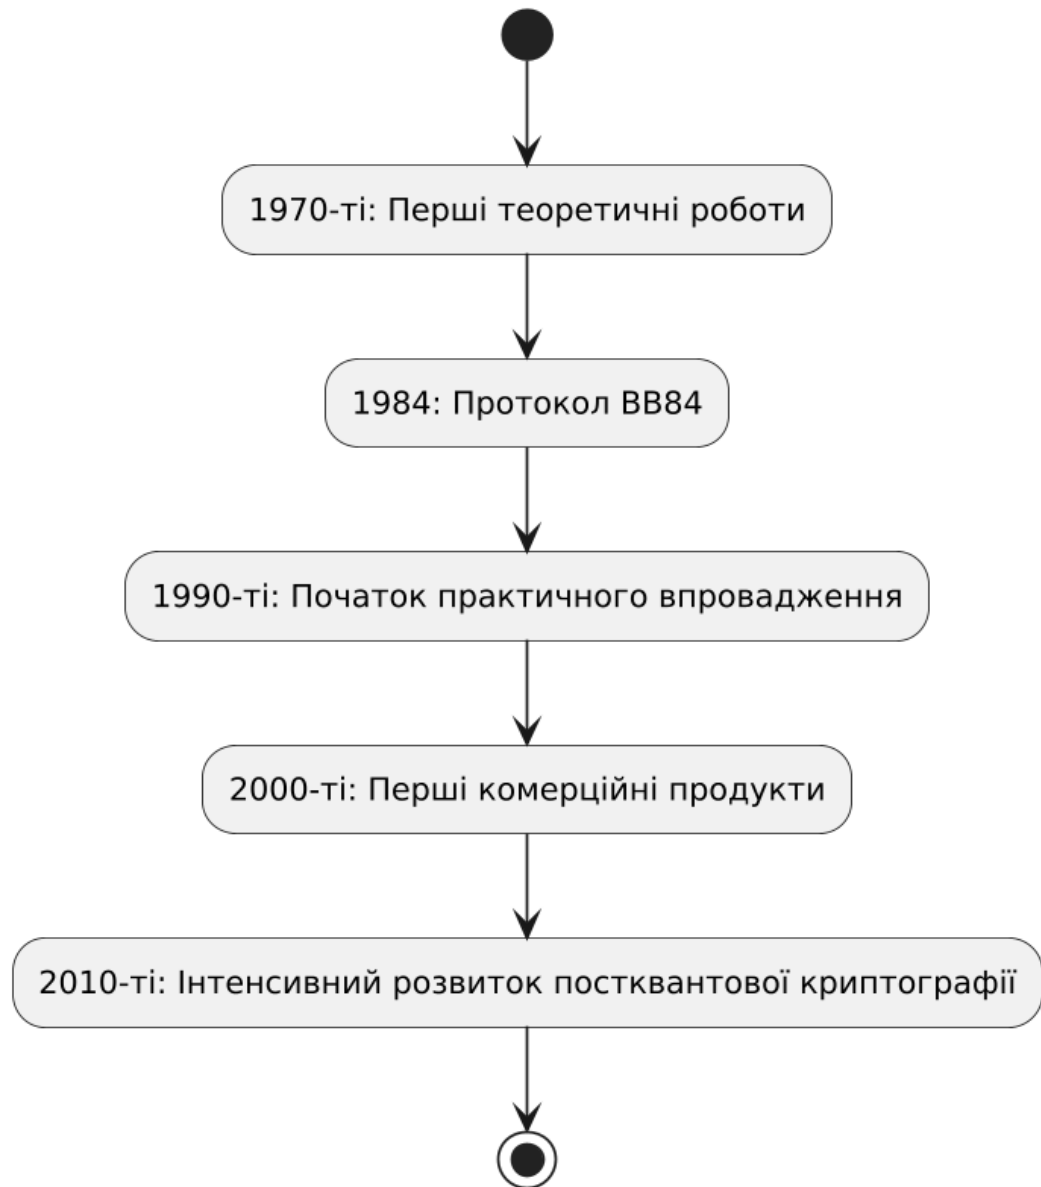 1970-ті: Перші теоретичні роботи
1984: Протокол BB84
1990-ті: Початок практичного впровадження
2000-ті: Перші комерційні продукти
2010-ті: Інтенсивний розвиток постквантової криптографії